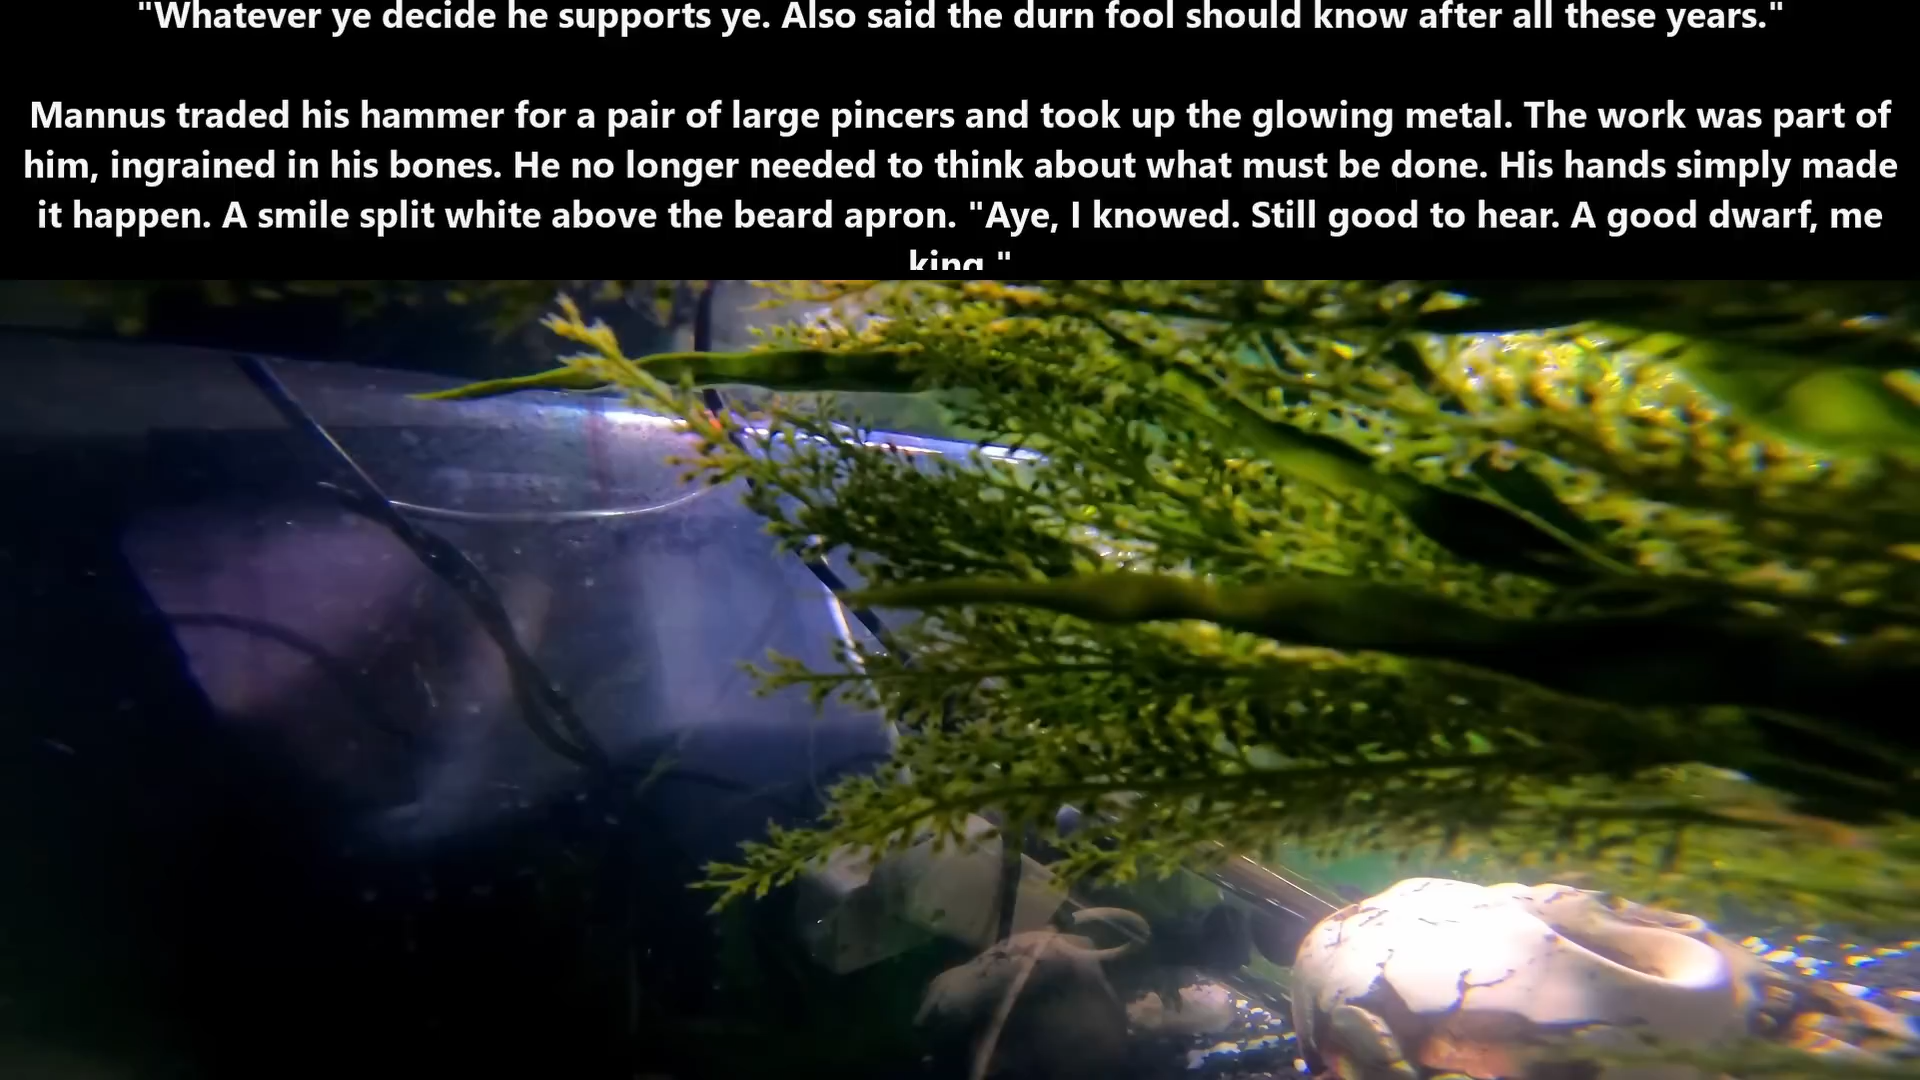 "Whatever ye decide he supports ye. Also said the durn fool should know after all these years."
Mannus traded his hammer for a pair of large pincers and took up the glowing metal. The work was part of
him, ingrained in his bones. He no longer needed to think about what must be done. His hands simply made
it happen. A smile split white above the beard apron. "Aye, I knowed. Still good to hear. A good dwarf, me
king."